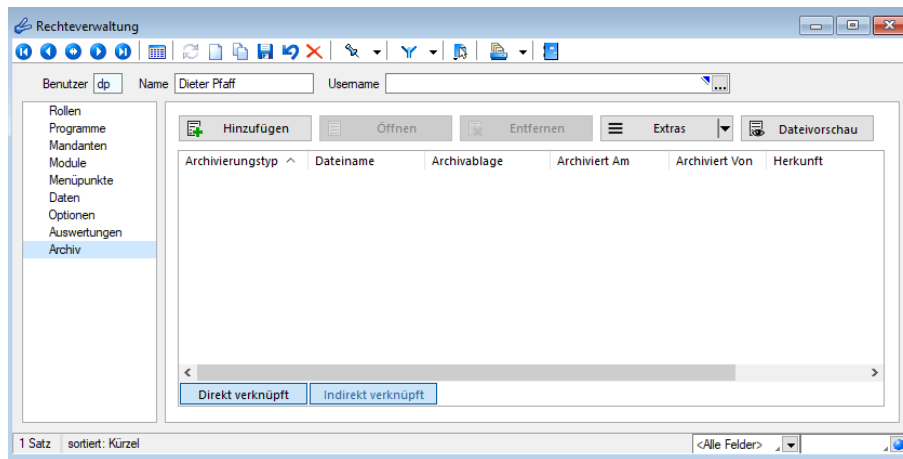 Rechteverwaltung
Benutzer dp Name Dieter Pfaff Username ...
Rollen
Programme
Mandanten
Module
Menüpunkte
Daten
Optionen
Auswertungen
Archiv
Hinzufügen Öffnen Entfernen Extras Dateivorschau
Archivierungstyp Dateiname Archivablage Archiviert Am Archiviert Von Herkunft
Direkt verknüpft Indirekt verknüpft
1 Satz sortiert: Kürzel <Alle Felder>